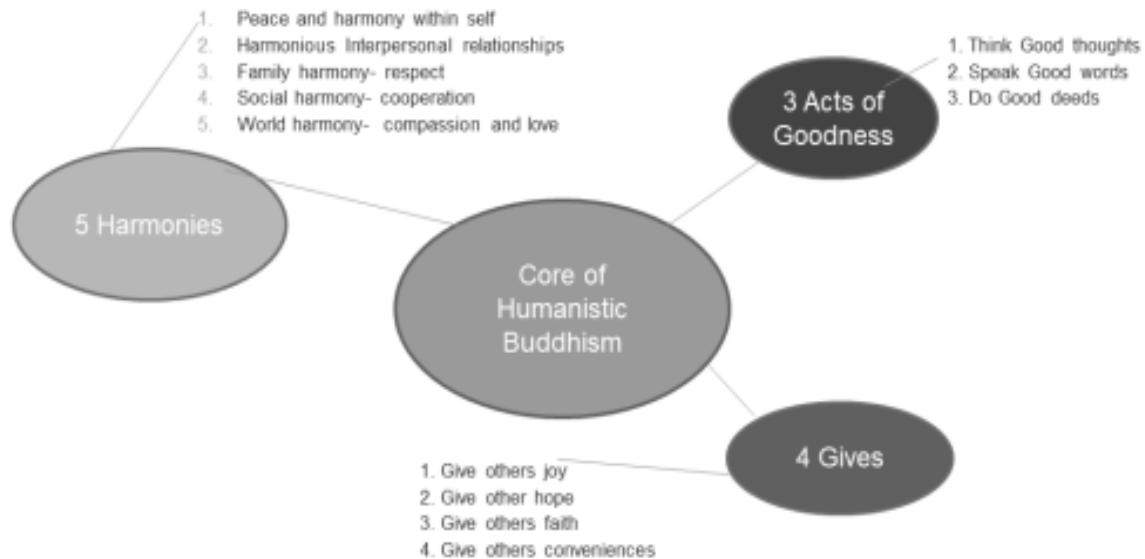 1. Peace and harmony within self
2. Harmonious Interpersonal relationships
3. Family harmony- respect
4. Social harmony- cooperation
5. World harmony- compassion and love
5 Harmonies
3 Acts of
Goodness
1. Think Good thoughts
2. Speak Good words
3. Do Good deeds
Core of
Humanistic
Buddhism
4 Gives
1. Give others joy
2. Give other hope
3. Give others faith
4. Give others conveniences